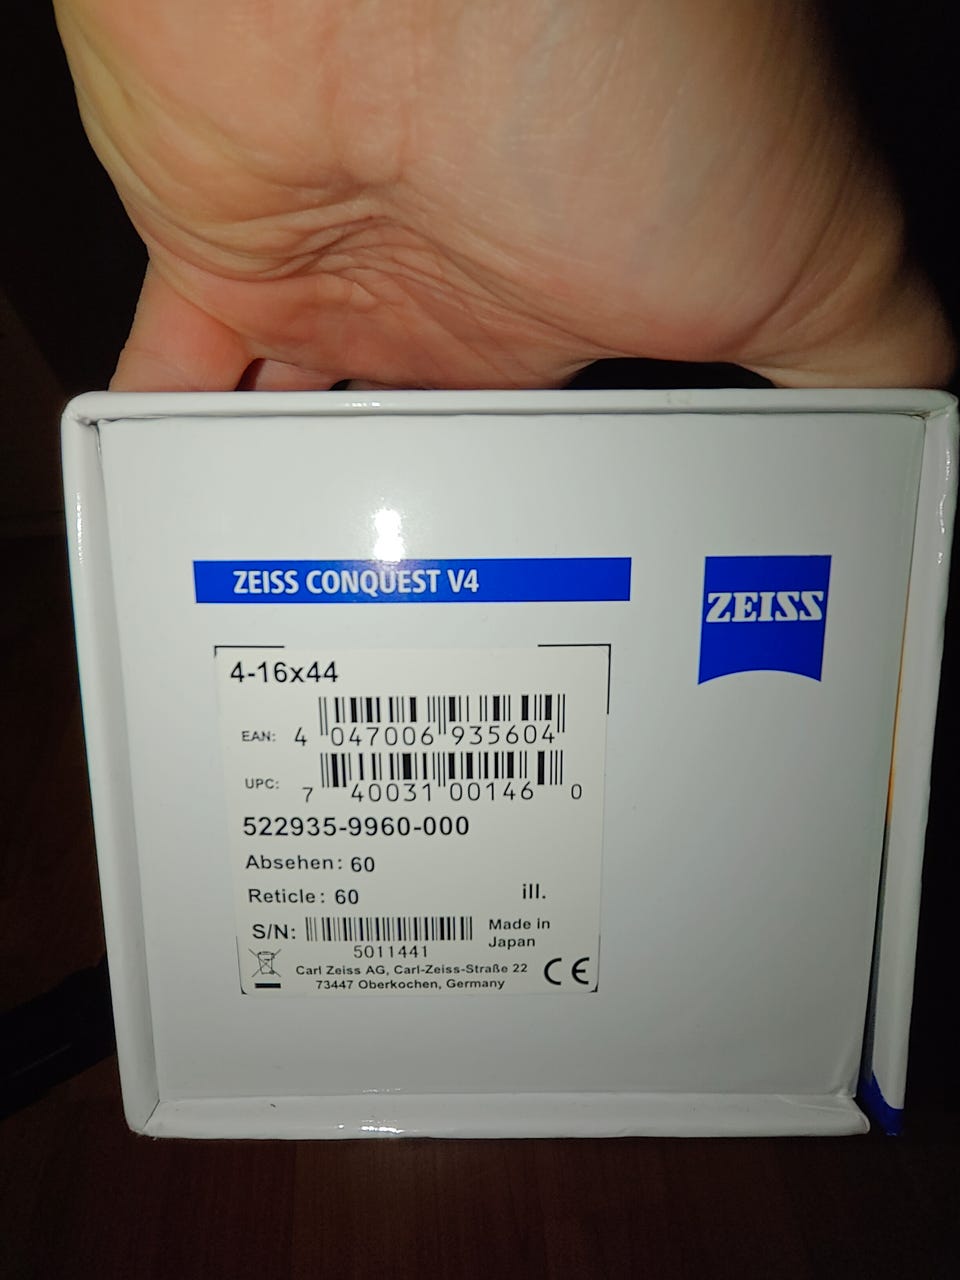 ZEISS CONQUEST V4
ZEISS
4-16x44
EAN: 4 047006 935604
UPC: 7 40031 00146 0
522935-9960-000
Absehen: 60
Reticle: 60 ill.
S/N: 5011441
Made in
Japan
Carl Zeiss AG, Carl-Zeiss-Straße 22
73447 Oberkochen, Germany
CE